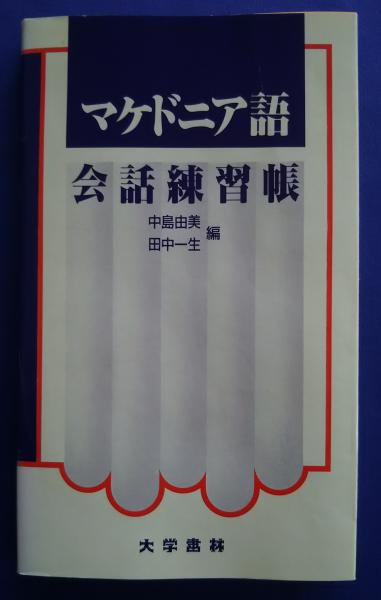 マケドニア語
会話練習帳
中島由美
田中一生
編
大学書林